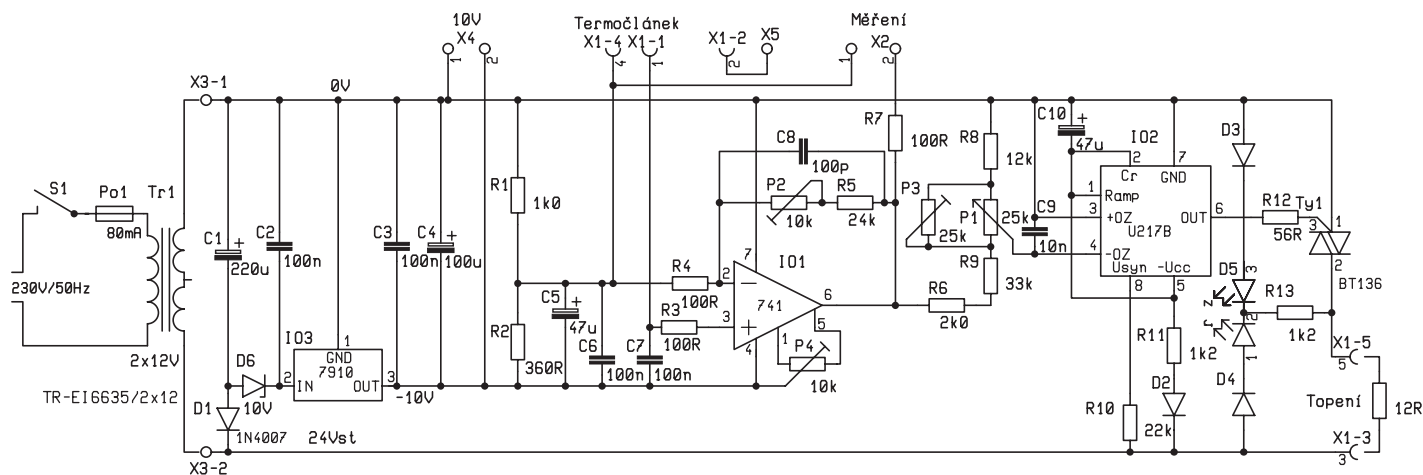 10V
X4
1
2
Termočlánek
X1-4
X1-1
4
1
X1-2
X5
2
2
Měření
X2
1
2
X3-1
0V
S1
Po1
80mA
Tr1
230V/50Hz
2x12V
TR-EI6635/2x12
X3-2
24Vst
C1
+
220u
C2
100n
C3
100n
C4
+
100u
D6
10V
D1
1N4007
IO3
1
GND
7910
2
IN
OUT
3
-10V
R1
1k0
R2
360R
C5
+
47u
C6
100n
C7
100n
R4
100R
R3
100R
C8
100p
P2
10k
R5
24k
IO1
741
7
2
3
6
4
1
5
P4
10k
R7
100R
R6
2k0
R8
12k
P3
25k
P1
25k
R9
33k
C9
10n
C10
+
47u
IO2
2
Cr
7
GND
1
Ramp
3
+OZ
4
-OZ
U217B
OUT
6
Usyn
-Ucc
8
5
R10
22k
R11
1k2
D2
D3
D5
3
z
2
r
1
D4
R12
56R
Ty1
3
1
2
BT136
R13
1k2
X1-5
5
Topení
12R
X1-3
3